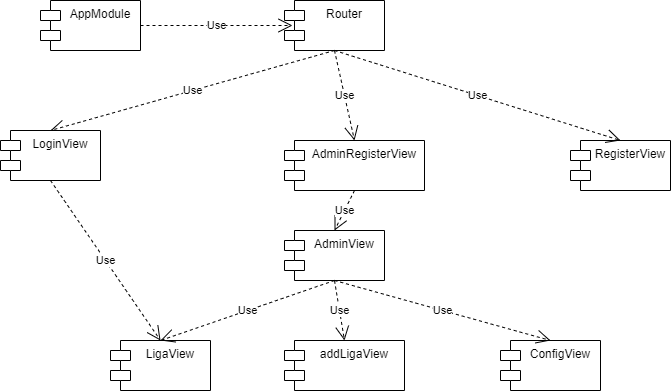 AppModule
Use
Router
Use
Use
Use
LoginView
AdminRegisterView
RegisterView
Use
AdminView
Use
Use
Use
Use
LigaView
addLigaView
ConfigView